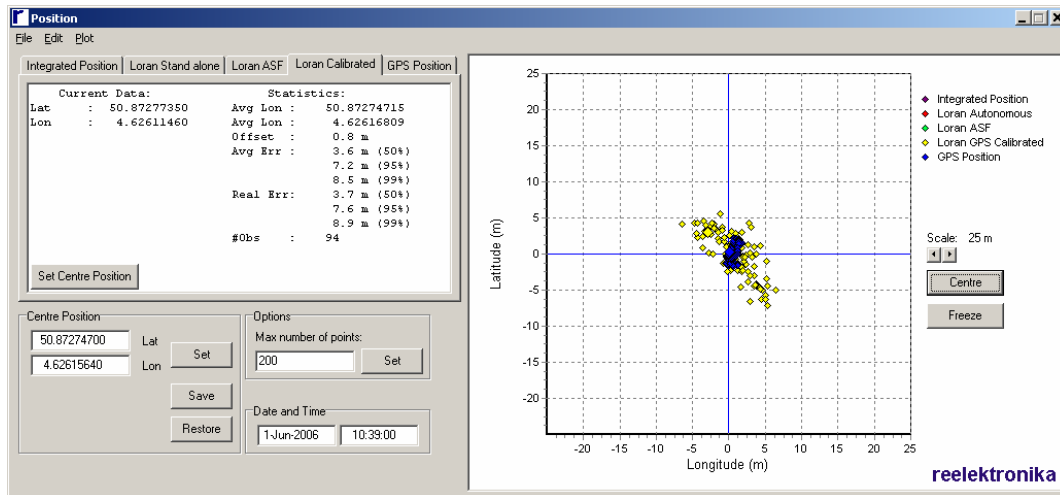 Position
File Edit Plot
Integrated Position Loran Stand alone Loran ASF Loran Calibrated GPS Position
Current Data: Statistics:
Lat : 50.87277350 Avg Lon : 50.87274715
Lon : 4.62611460 Avg Lon : 4.62616809
Offset : 0.8 m
Avg Err : 3.6 m (50%)
7.2 m (95%)
8.5 m (99%)
Real Err: 3.7 m (50%)
7.6 m (95%)
8.9 m (99%)
#Obs : 94
Set Centre Position
Centre Position
50.87274700 Lat
4.62615640 Lon
Set
Save
Restore
Options
Max number of points:
200 Set
Date and Time
1-Jun-2006 10:39:00
25
20
15
10
5
0
-5
-10
-15
-20
Latitude (m)
-20 -15 -10 -5 0 5 10 15 20 25
Longitude (m)
Integrated Position
Loran Autonomous
Loran ASF
Loran GPS Calibrated
GPS Position
Scale: 25 m
Centre
Freeze
reelektronika